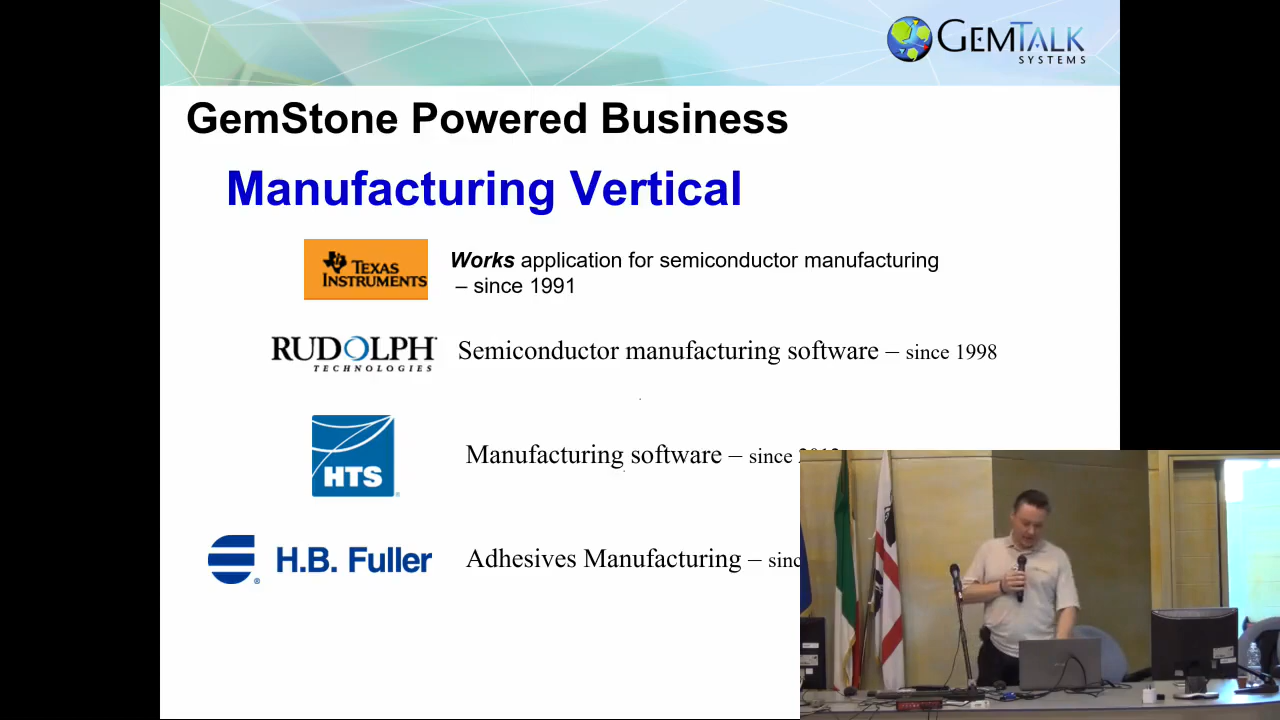 GEMTALK
SYSTEMS
GemStone Powered Business
Manufacturing Vertical
TEXAS
INSTRUMENTS
Works application for semiconductor manufacturing
– since 1991
RUDOLPH
TECHNOLOGIES
Semiconductor manufacturing software – since 1998
HTS
Manufacturing software – since
H.B. Fuller
Adhesives Manufacturing –